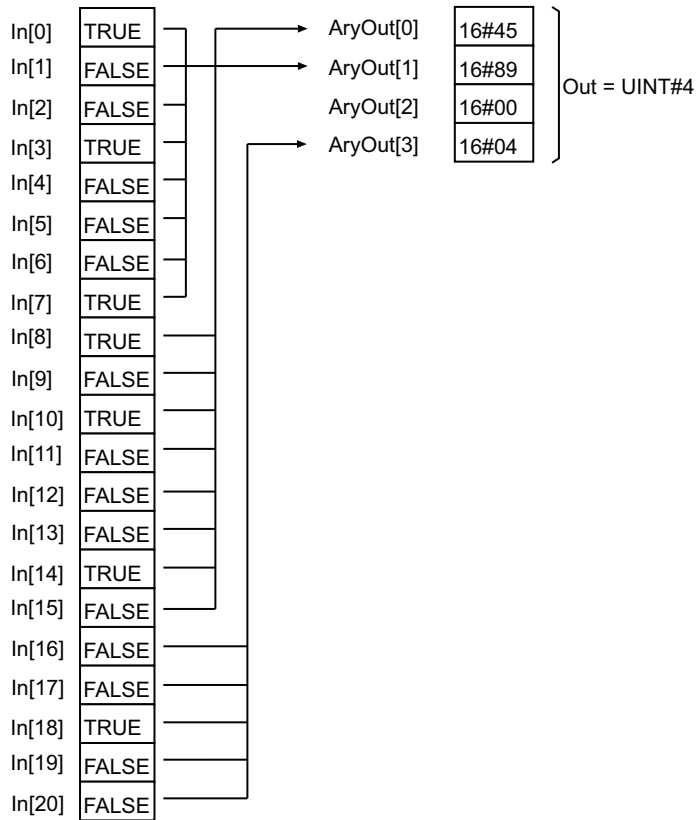 In[0] TRUE AryOut[0] 16#45
In[1] FALSE AryOut[1] 16#89
Out = UINT#4
In[2] FALSE AryOut[2] 16#00
In[3] TRUE AryOut[3] 16#04
In[4] FALSE
In[5] FALSE
In[6] FALSE
In[7] TRUE
In[8] TRUE
In[9] FALSE
In[10] TRUE
In[11] FALSE
In[12] FALSE
In[13] FALSE
In[14] TRUE
In[15] FALSE
In[16] FALSE
In[17] FALSE
In[18] TRUE
In[19] FALSE
In[20] FALSE